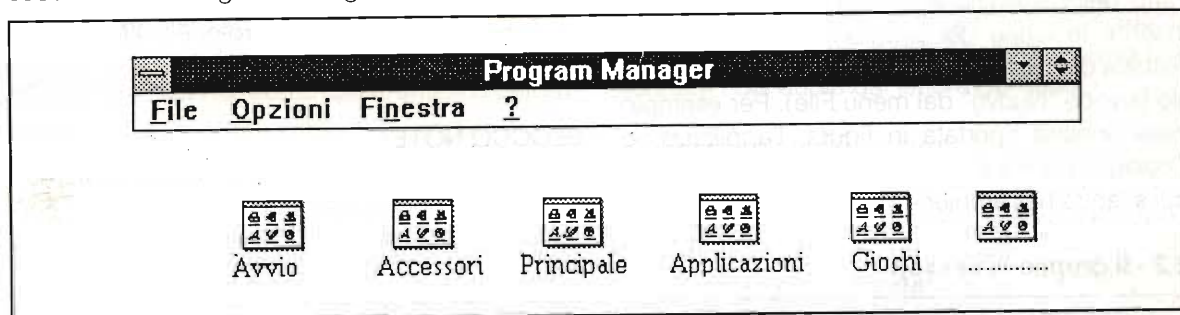 Program Manager
File Opzioni Finestra ?
Avvio Accessori Principale Applicazioni Giochi ............